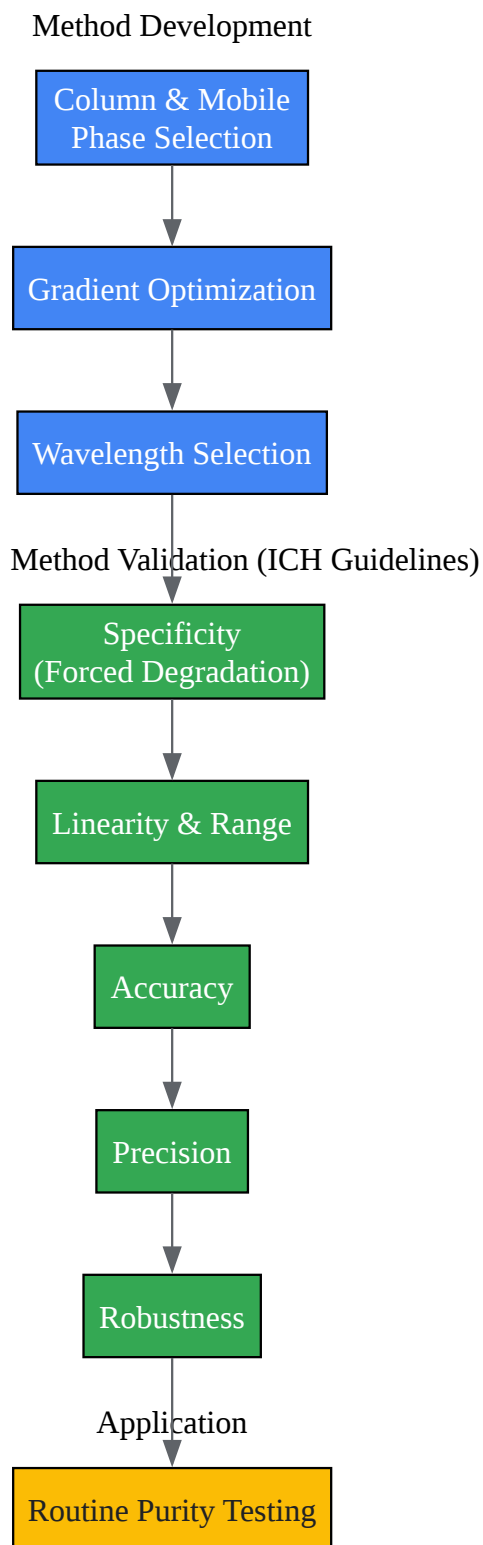 Method Development
Column & Mobile
Phase Selection
Gradient Optimization
Wavelength Selection
Method Validation (ICH Guidelines)
Specificity
(Forced Degradation)
Linearity & Range
Accuracy
Precision
Robustness
Application
Routine Purity Testing